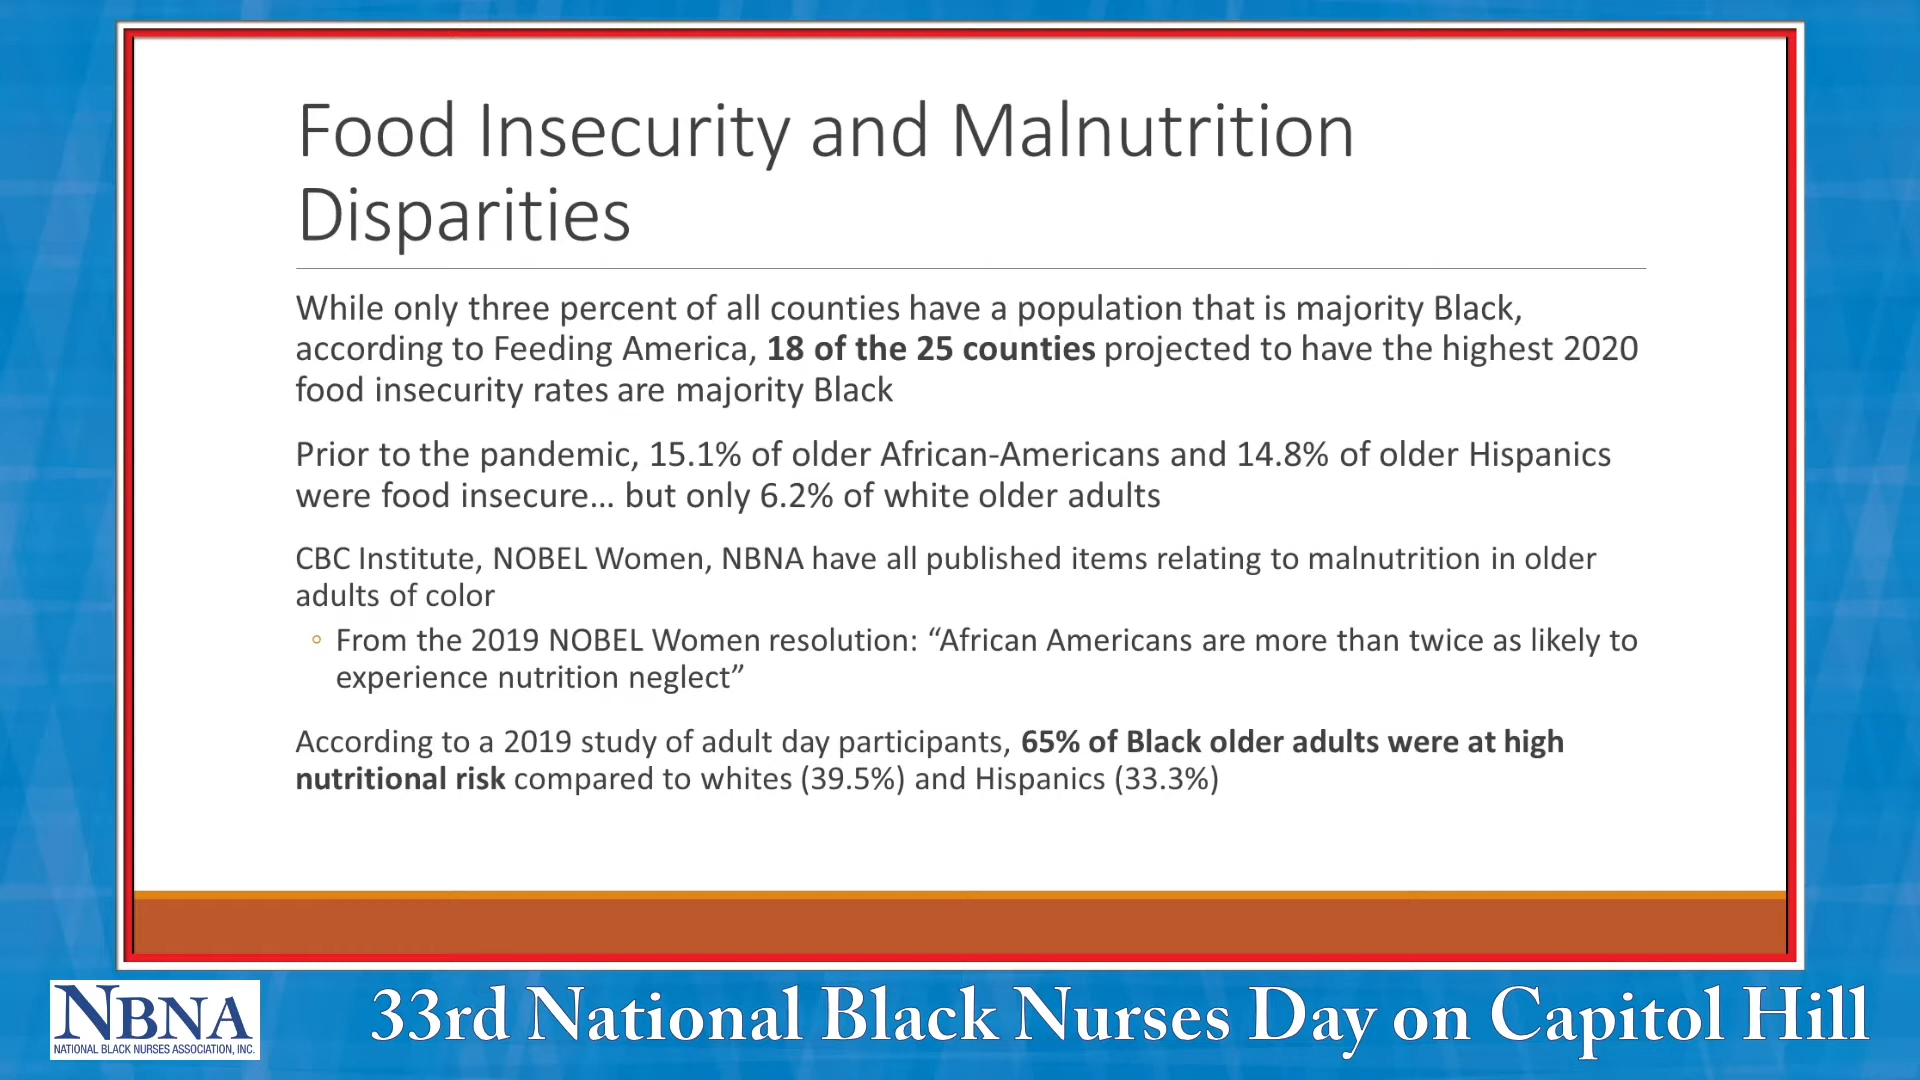 Food Insecurity and Malnutrition
Disparities
While only three percent of all counties have a population that is majority Black,
according to Feeding America, 18 of the 25 counties projected to have the highest 2020
food insecurity rates are majority Black
Prior to the pandemic, 15.1% of older African-Americans and 14.8% of older Hispanics
were food insecure... but only 6.2% of white older adults
CBC Institute, NOBEL Women, NBNA have all published items relating to malnutrition in older
adults of color
◦ From the 2019 NOBEL Women resolution: “African Americans are more than twice as likely to
experience nutrition neglect”
According to a 2019 study of adult day participants, 65% of Black older adults were at high
nutritional risk compared to whites (39.5%) and Hispanics (33.3%)
NBNA
NATIONAL BLACK NURSES ASSOCIATION, INC.
33rd National Black Nurses Day on Capitol Hill